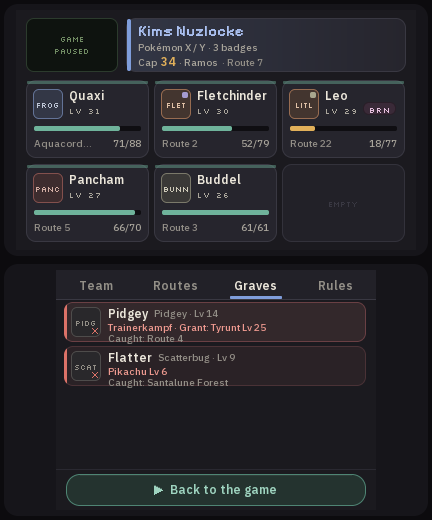 GAME
PAUSED
Kims Nuzlocke
Pokémon X / Y · 3 badges
Cap 34 · Ramos · Route 7
FROG
Quaxi
LV 31
Aquacord… 71/88
FLET
Fletchinder
LV 30
Route 2 52/79
LITL
Leo
LV 29 BRN
Route 22 18/77
PANC
Pancham
LV 27
Route 5 66/70
BUNN
Buddel
LV 26
Route 3 61/61
EMPTY
Team Routes Graves Rules
PIDG
Pidgey Pidgey · Lv 14
Trainerkampf · Grant: Tyrunt Lv 25
Caught: Route 4
SCAT
Flatter Scatterbug · Lv 9
Pikachu Lv 6
Caught: Santalune Forest
▶ Back to the game